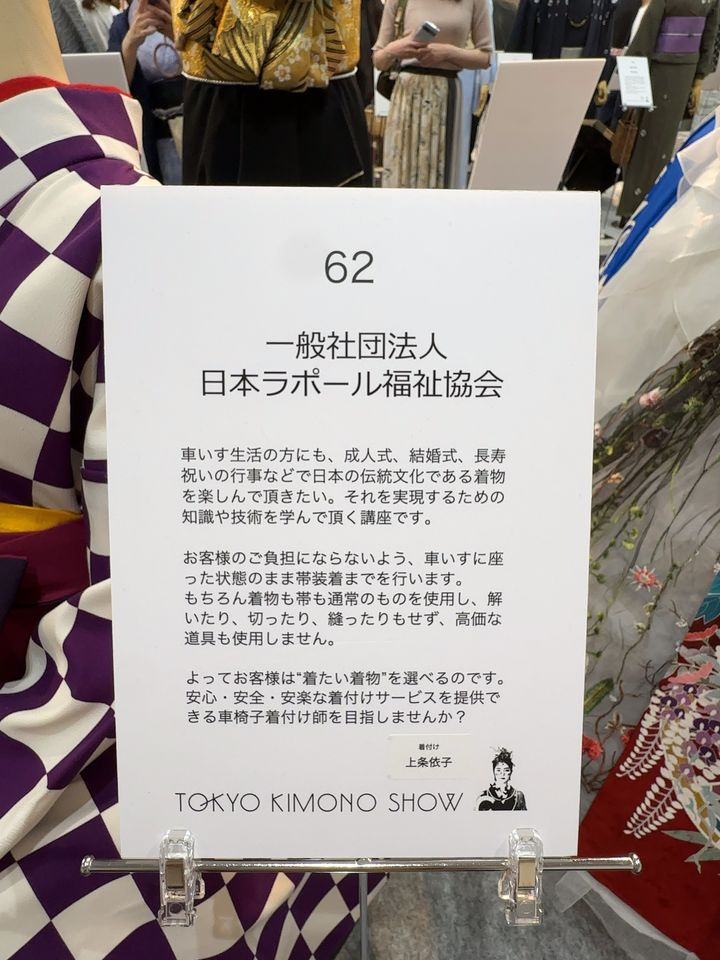 62
一般社団法人
日本ラポール福祉協会
車いす生活の方にも、成人式、結婚式、長寿
祝いの行事などで日本の伝統文化である着物
を楽しんで頂きたい。それを実現するための
知識や技術を学んで頂く講座です。
お客様のご負担にならないよう、車いすに座
った状態のまま帯装着までを行います。
もちろん着物も帯も通常のものを使用し、解
いたり、切ったり、縫ったりもせず、高価な
道具も使用しません。
よってお客様は“着たい着物”を選べるのです。
安心・安全・安楽な着付けサービスを提供で
きる車椅子着付け師を目指しませんか？
着付け
上条依子
TOKYO KIMONO SHOW